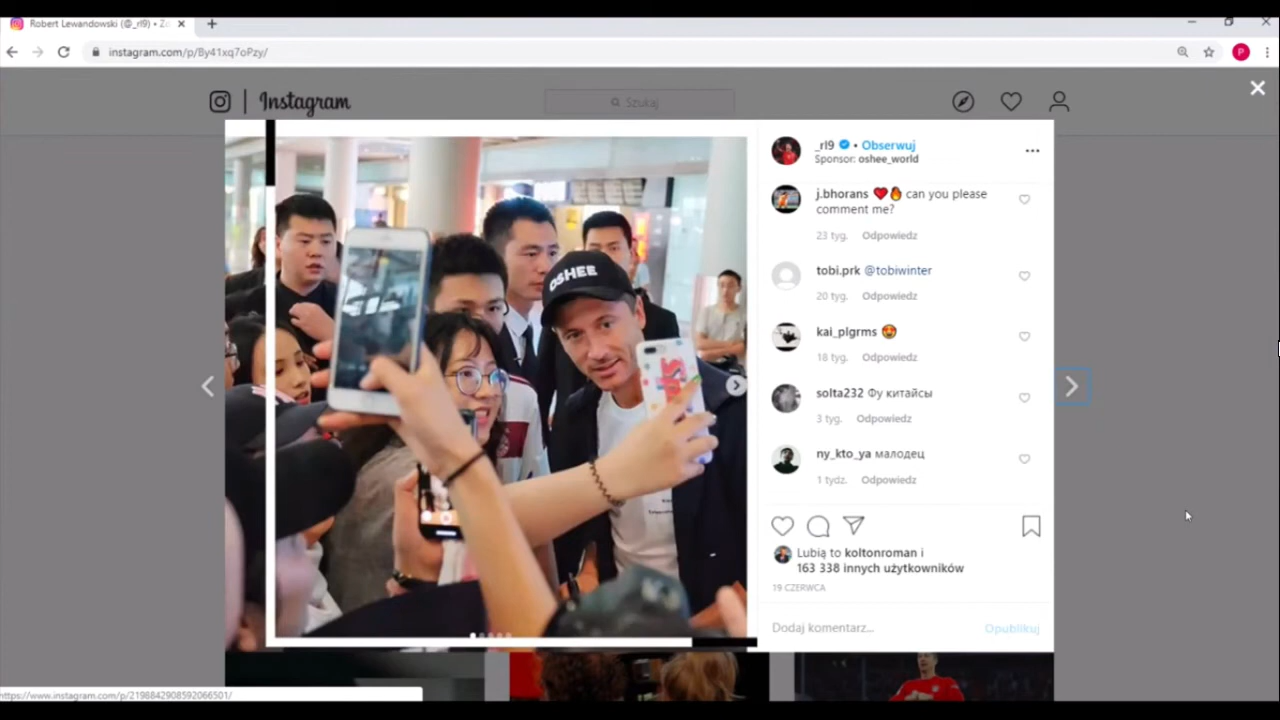 Robert Lewandowski (@_rl9) • Z
instagram.com/p/By41xq7oPzy/
P
Instagram
Szukaj
_rl9 • Obserwuj
Sponsor: oshee_world
j.bhorans ❤️🔥 can you please
comment me?
23 tyg. Odpowiedz
tobi.prk @tobiwinter
20 tyg. Odpowiedz
kai_plgrms 😍
18 tyg. Odpowiedz
solta232 Фу китайсы
3 tyg. Odpowiedz
ny_kto_ya малодец
1 tydz. Odpowiedz
OSHEE
Lubią to koltonroman i
163 338 innych użytkowników
19 CZERWCA
Dodaj komentarz...
Opublikuj
https://www.instagram.com/p/2198842908592066501/